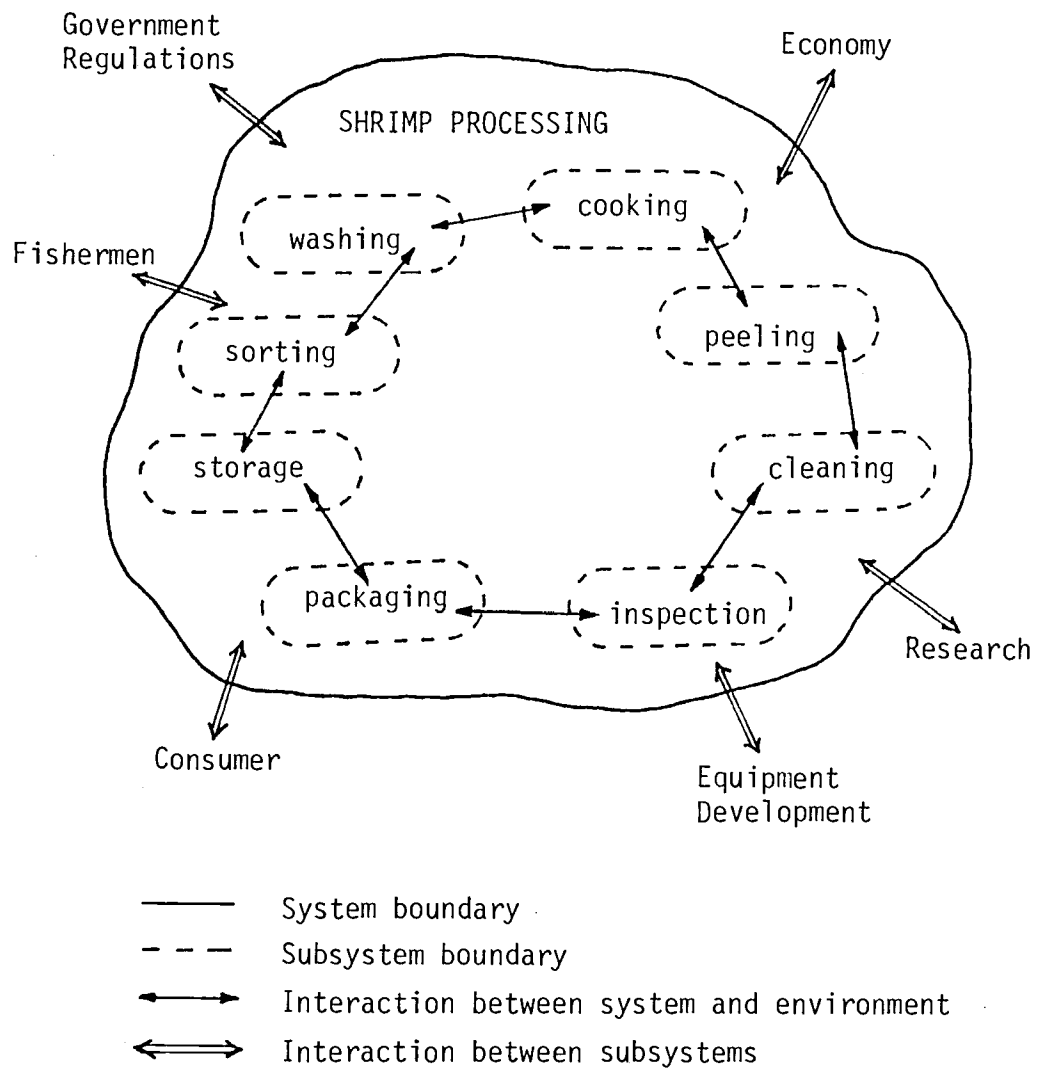 Government
Regulations
Economy
SHRIMP PROCESSING
cooking
washing
Fishermen
peeling
sorting
storage
cleaning
packaging
inspection
Research
Consumer
Equipment
Development
System boundary
Subsystem boundary
Interaction between system and environment
Interaction between subsystems